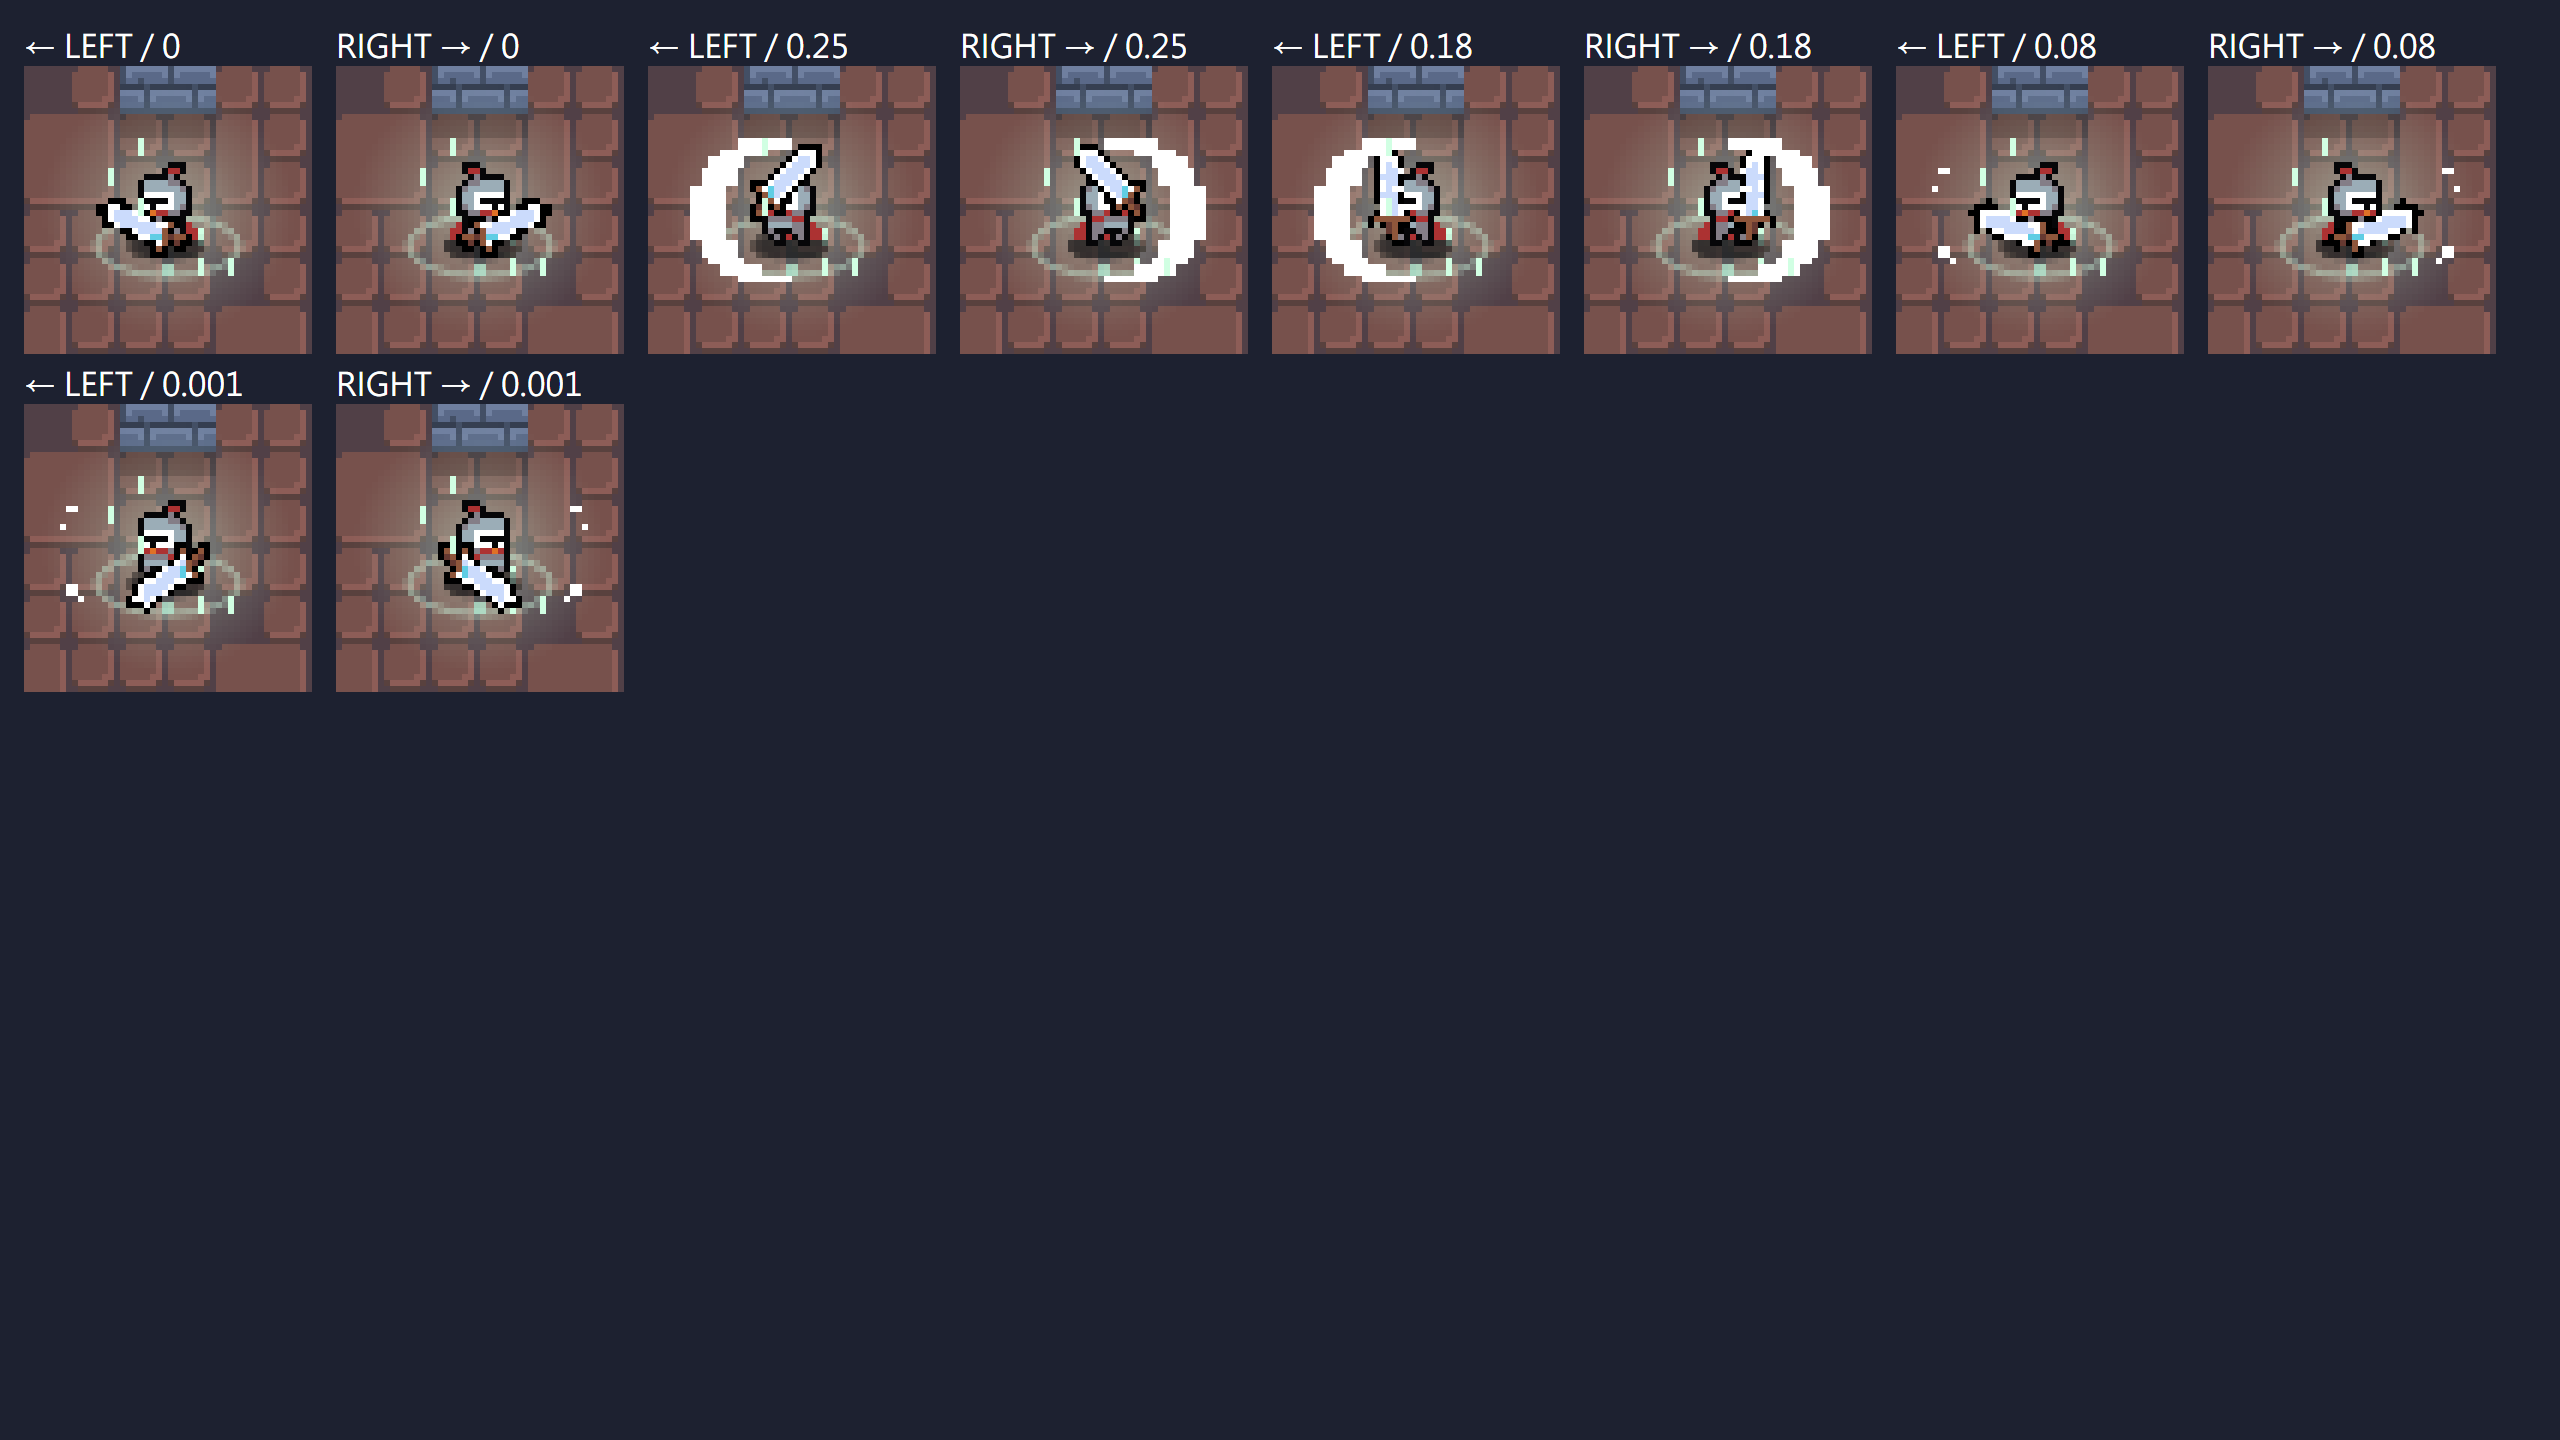 ← LEFT / 0
RIGHT → / 0
← LEFT / 0.25
RIGHT → / 0.25
← LEFT / 0.18
RIGHT → / 0.18
← LEFT / 0.08
RIGHT → / 0.08
← LEFT / 0.001
RIGHT → / 0.001